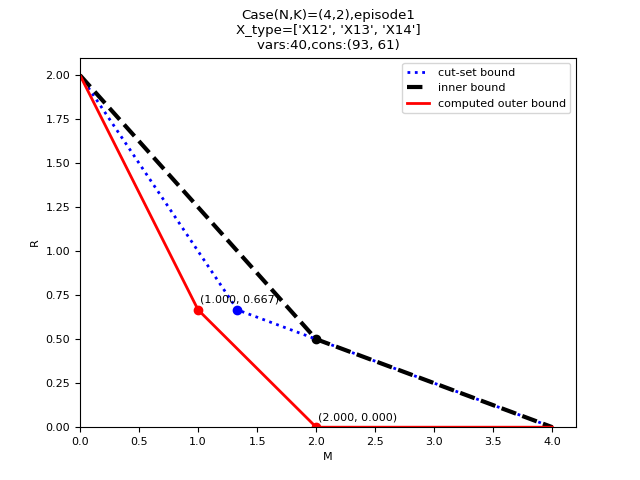 Case(N,K)=(4,2),episode1
X_type=['X12', 'X13', 'X14']
vars:40,cons:(93, 61)
cut-set bound
inner bound
computed outer bound
2.00
1.75
1.50
1.25
1.00
0.75
0.50
0.25
0.00
R
(1.000, 0.667)
(2.000, 0.000)
0.0
0.5
1.0
1.5
2.0
2.5
3.0
3.5
4.0
M